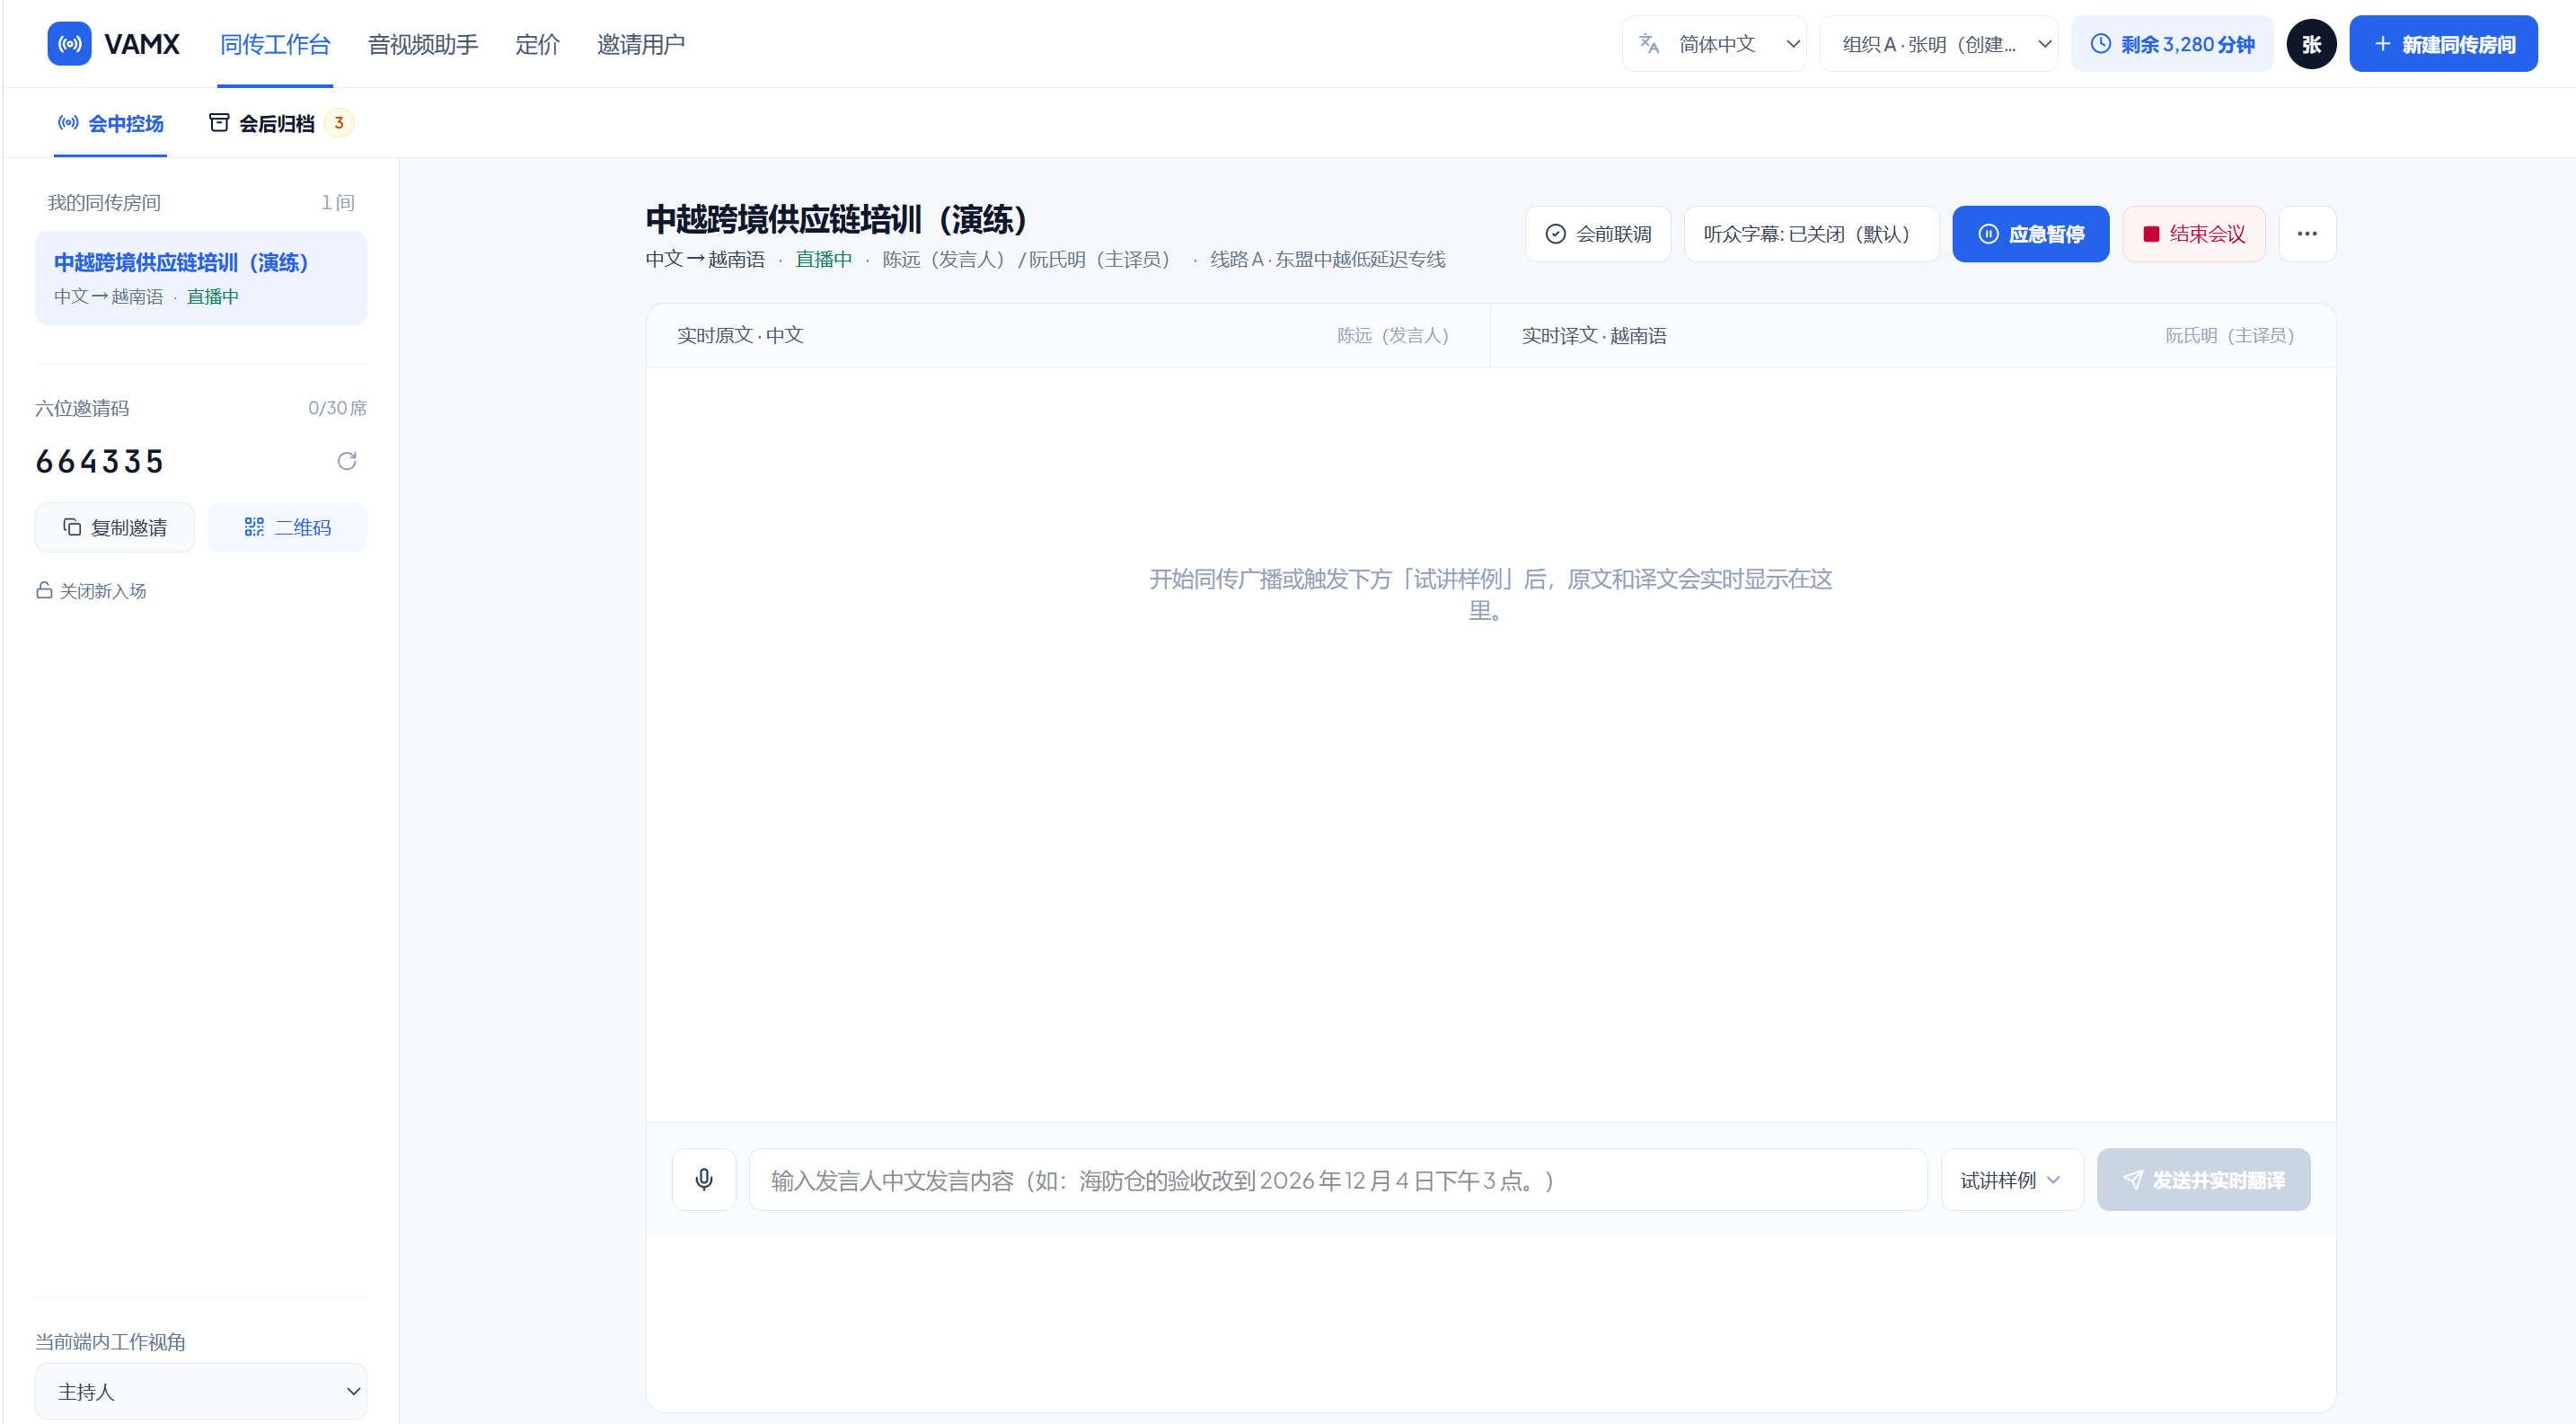 VAMX 同传工作台 音视频助手 定价 邀请用户 简体中文 组织 A · 张明（创建... 剩余 3,280 分钟 张 新建同传房间
会中控场 会后归档 3
我的同传房间 1 间
中越跨境供应链培训（演练）
中文 → 越南语 · 直播中
六位邀请码 0/30 席
664335
复制邀请 二维码
关闭新入场
当前端内工作视角
主持人
中越跨境供应链培训（演练）
中文 → 越南语 · 直播中 · 陈远（发言人）/ 阮氏明（主译员） · 线路 A · 东盟中越低延迟专线
会前联调 听众字幕: 已关闭（默认） 应急暂停 结束会议 ...
实时原文 · 中文 陈远（发言人） 实时译文 · 越南语 阮氏明（主译员）
开始同传广播或触发下方「试讲样例」后，原文和译文会实时显示在这
里。
输入发言人中文发言内容（如：海防仓的验收改到 2026 年 12 月 4 日下午 3 点。） 试讲样例 发送并实时翻译